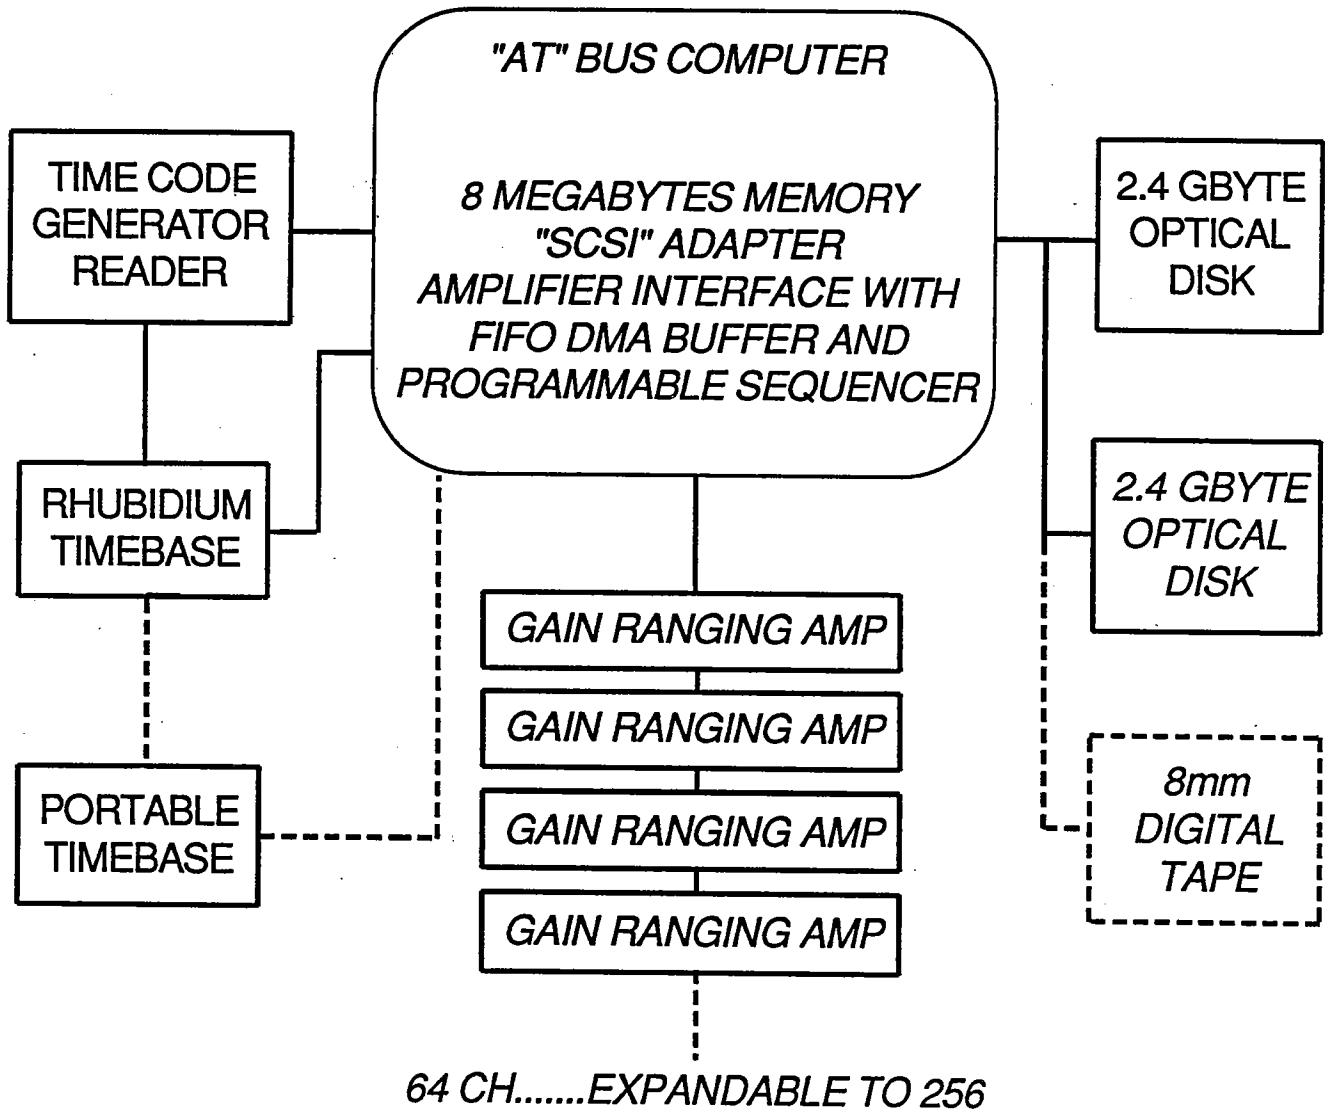 "AT" BUS COMPUTER
8 MEGABYTES MEMORY
"SCSI" ADAPTER
AMPLIFIER INTERFACE WITH
FIFO DMA BUFFER AND
PROGRAMMABLE SEQUENCER
TIME CODE
GENERATOR
READER
RHUBIDIUM
TIMEBASE
PORTABLE
TIMEBASE
GAIN RANGING AMP
GAIN RANGING AMP
GAIN RANGING AMP
GAIN RANGING AMP
64 CH.......EXPANDABLE TO 256
2.4 GBYTE
OPTICAL
DISK
2.4 GBYTE
OPTICAL
DISK
8mm
DIGITAL
TAPE